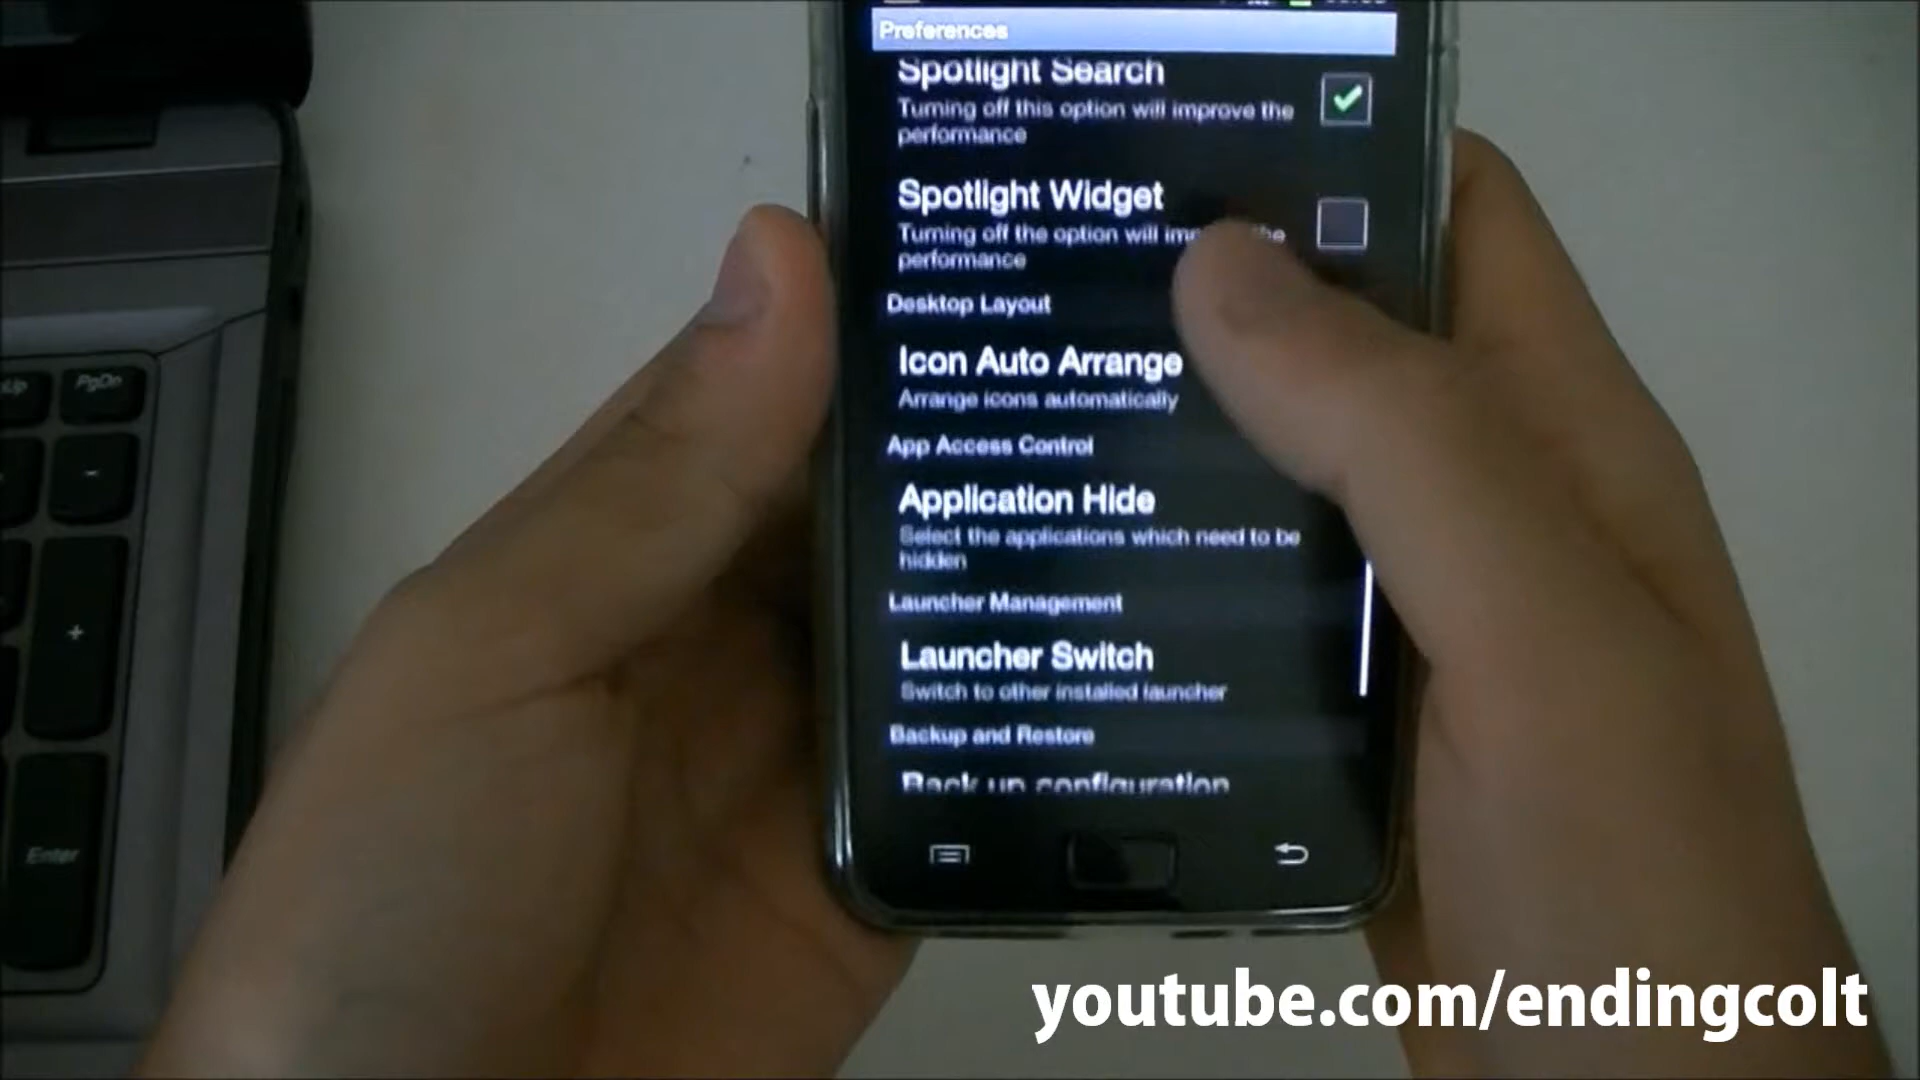 Preferences
Spotlight Search
Turning off this option will improve the
performance
Spotlight Widget
Turning off the option will the
performance
Desktop Layout
Icon Auto Arrange
Arrange icons automatically
App Access Control
Application Hide
Select the applications which need to be
hidden
Launcher Management
Launcher Switch
Switch to other installed launcher
Backup and Restore
Back up configuration
PgDn
-
+
Enter
youtube.com/endingcolt